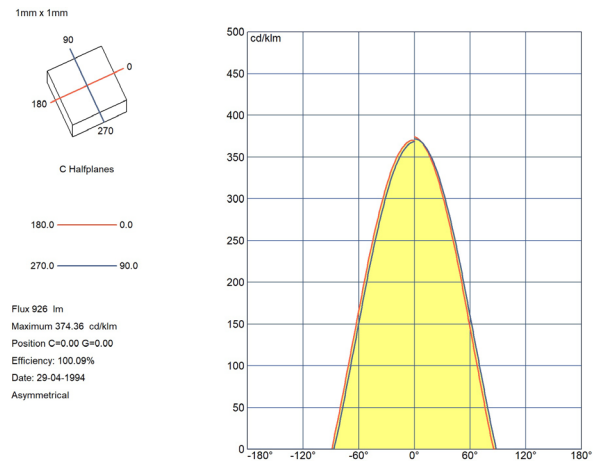 1mm x 1mm
90
0
180
270
C Halfplanes
180.0 0.0
270.0 90.0
Flux 926 lm
Maximum 374.36 cd/klm
Position C=0.00 G=0.00
Efficiency: 100.09%
Date: 29-04-1994
Asymmetrical
500
cd/klm
450
400
350
300
250
200
150
100
50
0
-180° -120° -60° 0° 60° 120° 180°